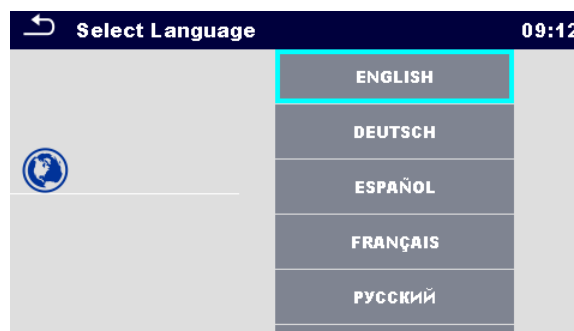 Select Language
09:12
ENGLISH
DEUTSCH
ESPAÑOL
FRANÇAIS
РУССКИЙ